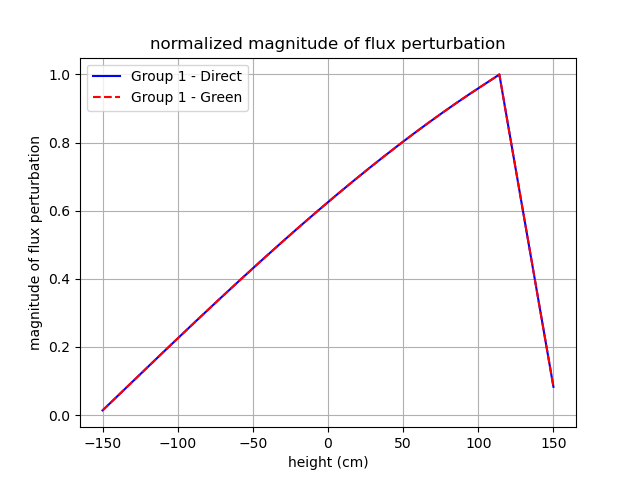 normalized magnitude of flux perturbation
Group 1 - Direct
Group 1 - Green
magnitude of flux perturbation
1.0
0.8
0.6
0.4
0.2
0.0
−150
−100
−50
0
50
100
150
height (cm)